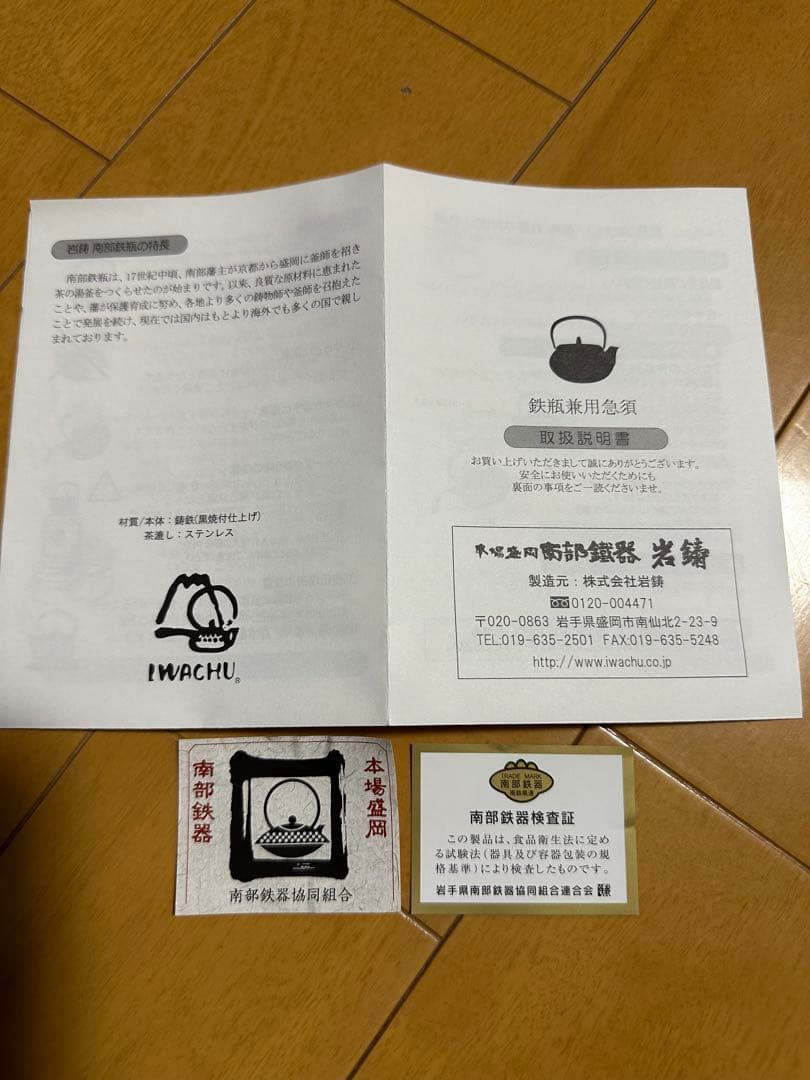 岩鋳 南部鉄瓶の特長
南部鉄瓶は、17世紀中頃、南部藩主が京都から盛岡に釜師を招き
茶の湯釜をつくらせたのが始まりです。以来、良質な原材料に恵まれた
ことや、藩が保護育成に努め、各地より多くの鋳物師や釜師を召抱えた
ことで発展を続け、現在では国内はもとより海外でも多くの国で親し
まれております。
材質/本体：鋳鉄(黒焼付仕上げ)
茶漉し：ステンレス
IWACHU®
鉄瓶兼用急須
取扱説明書
お買い上げいただきまして誠にありがとうございます。
安全にお使いいただくためにも
裏面の事項をご一読くださいませ。
本場盛岡 南部鐵器 岩鋳
製造元：株式会社岩鋳
0120-004471
〒020-0863 岩手県盛岡市南仙北2-23-9
TEL:019-635-2501 FAX:019-635-5248
http://www.iwachu.co.jp
本場盛岡
南部鉄器
南部鉄器協同組合
TRADE MARK
南部鉄器
南部鉄器検査証
この製品は、食品衛生法に定め
る試験法(器具及び容器包装の規
格基準)により検査したものです。
岩手県南部鉄器協同組合連合会